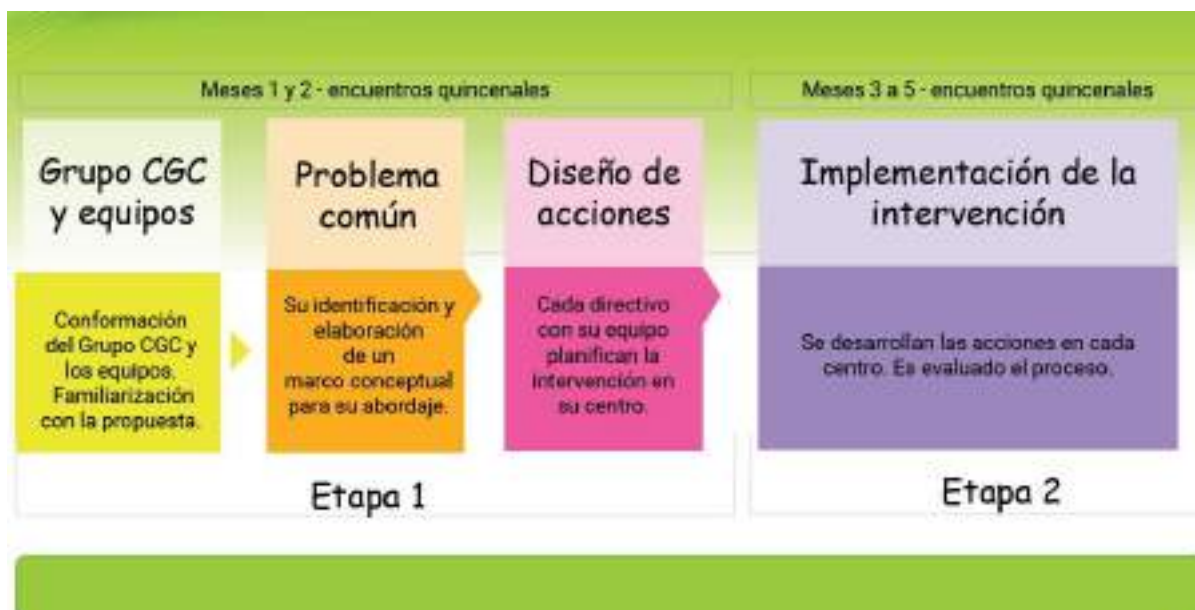 Meses 1 y 2 - encuentros quincenales
Meses 3 a 5 - encuentros quincenales
Grupo CGC
y equipos
Conformación
del Grupo CGC y
los equipos.
Familiarización
con la propuesta.
Problema
común
Su identificación y
elaboración
de un
marco conceptual
para su abordaje.
Diseño de
acciones
Cada directivo
con su equipo
planifican la
intervención en
su centro.
Implementación de la
intervención
Se desarrollan las acciones en cada
centro. Es evaluado el proceso.
Etapa 1
Etapa 2